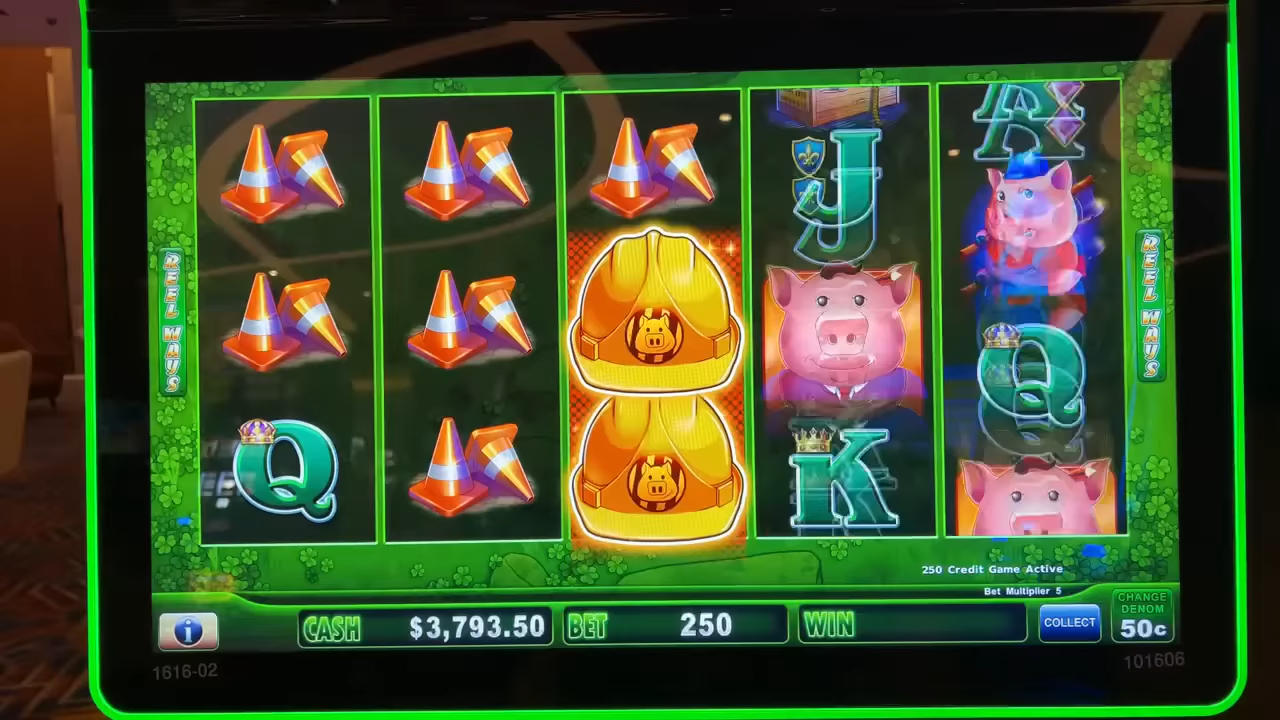 A
J
REEL WAYS
REEL WAYS
Q
Q
K
250 Credit Game Active
Bet Multiplier 5
CASH $3,793.50 BET 250 WIN
COLLECT
CHANGE
DENOM
50¢
i
1616-02
101606